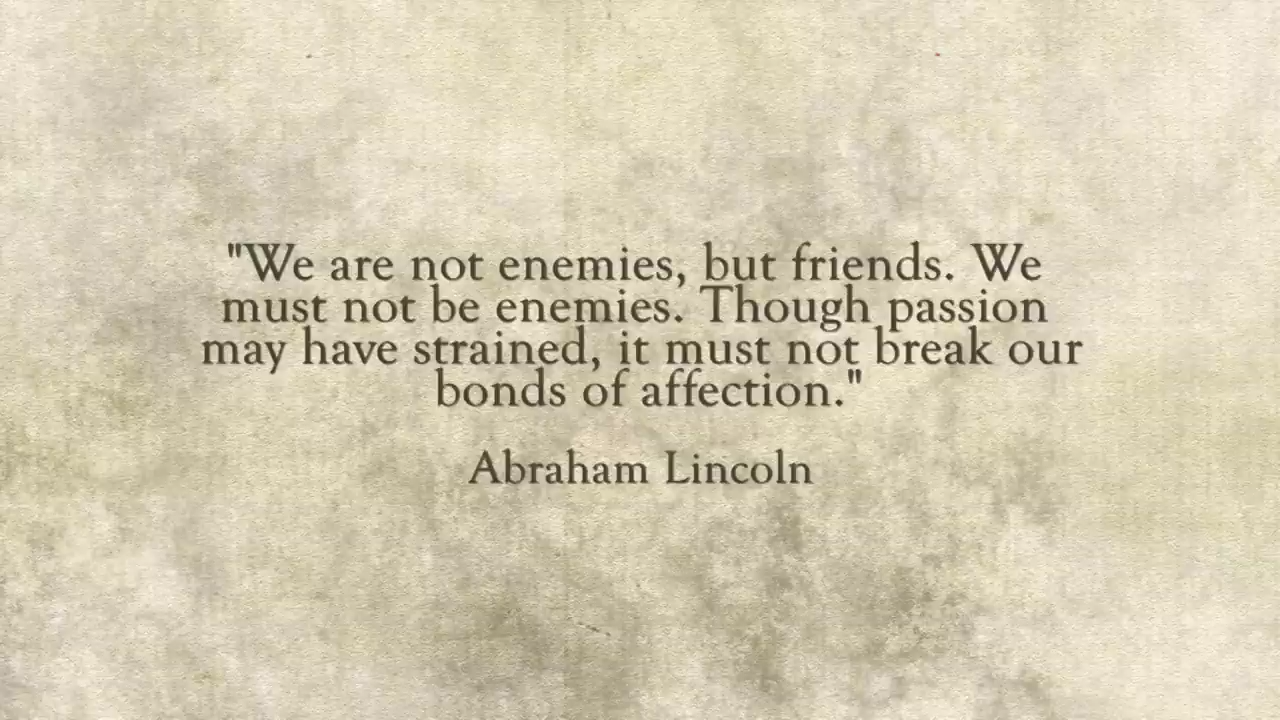 "We are not enemies, but friends. We
must not be enemies. Though passion
may have strained, it must not break our
bonds of affection."
Abraham Lincoln